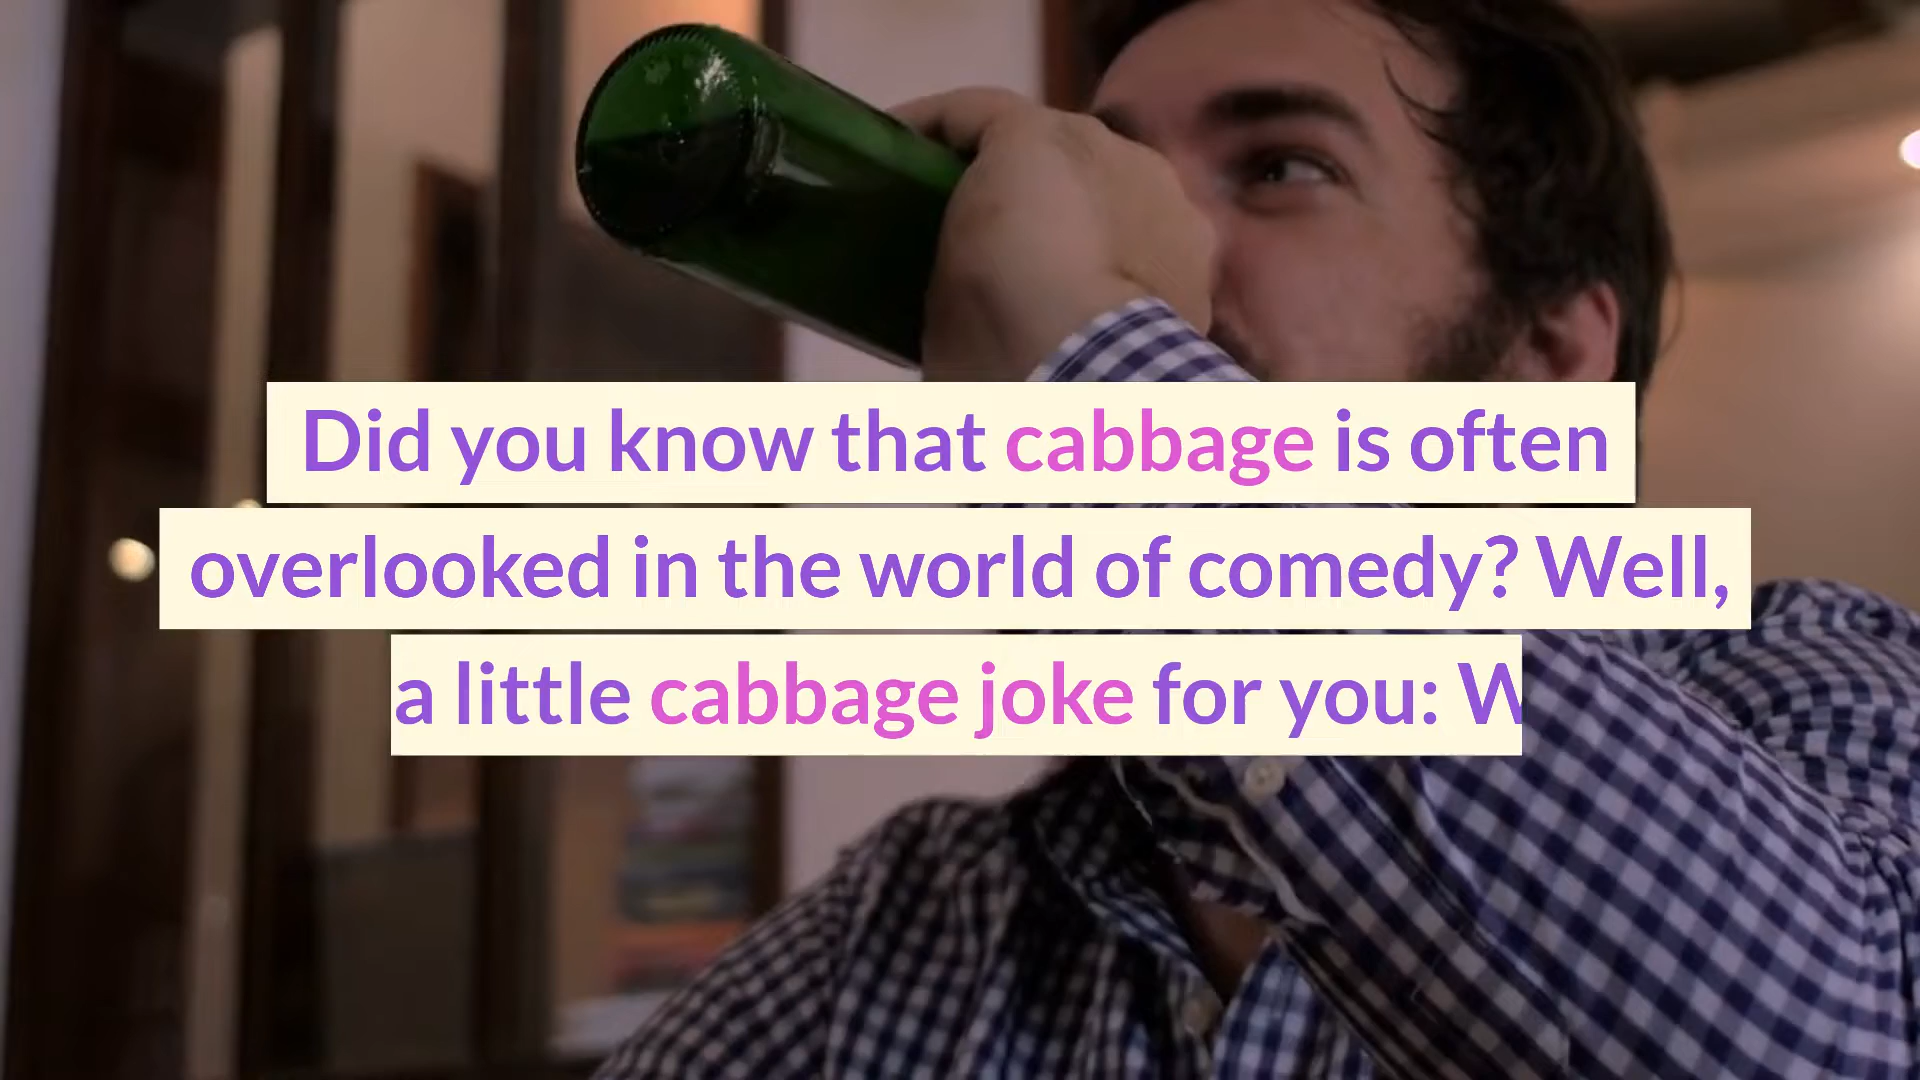 Did you know that cabbage is often
overlooked in the world of comedy? Well,
a little cabbage joke for you: W